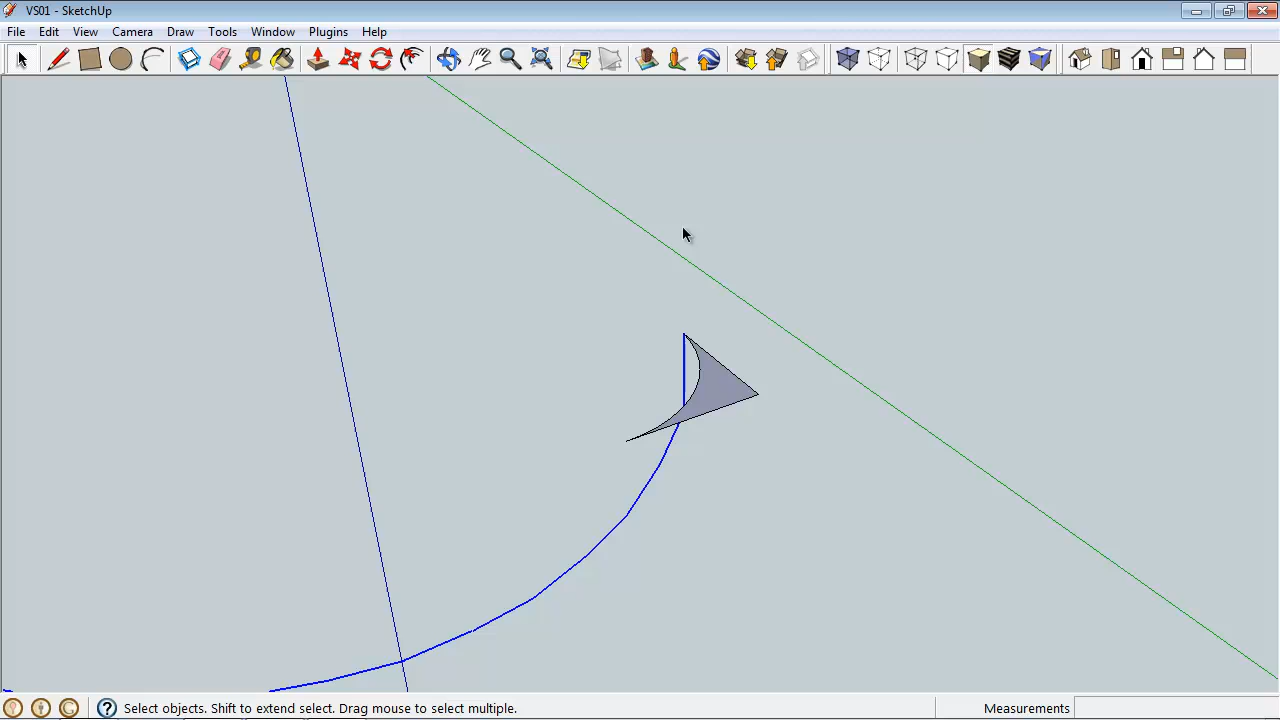 VS01 - SketchUp
File Edit View Camera Draw Tools Window Plugins Help
Select objects. Shift to extend select. Drag mouse to select multiple.
Measurements